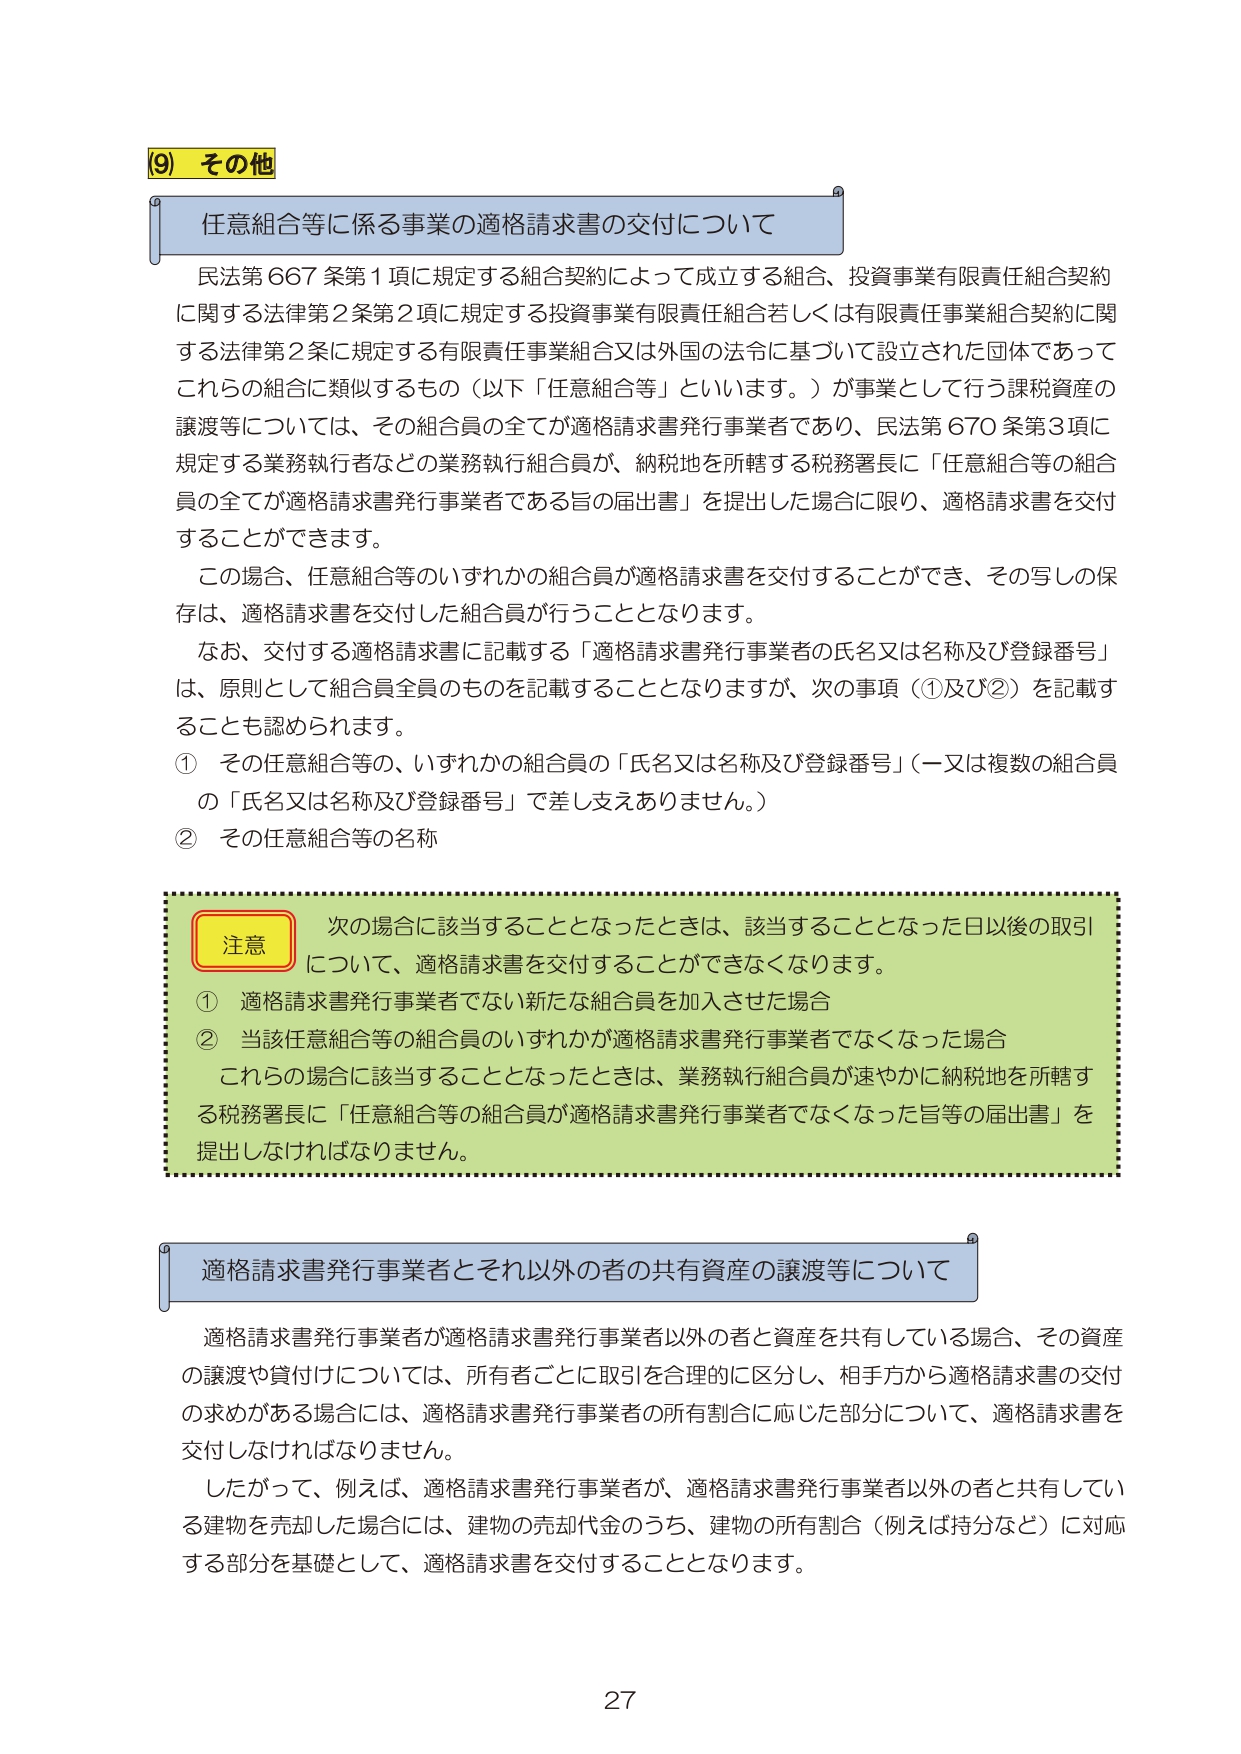 ⑼　その他
任意組合等に係る事業の適格請求書の交付について
民法第 667 条第１項に規定する組合契約によって成立する組合、投資事業有限責任組合契約
に関する法律第２条第２項に規定する投資事業有限責任組合若しくは有限責任事業組合契約に関
する法律第２条に規定する有限責任事業組合又は外国の法令に基づいて設立された団体であって
これらの組合に類似するもの（以下「任意組合等」といいます。）が事業として行う課税資産の
譲渡等については、その組合員の全てが適格請求書発行事業者であり、民法第 670 条第３項に
規定する業務執行者などの業務執行組合員が、納税地を所轄する税務署長に「任意組合等の組合
員の全てが適格請求書発行事業者である旨の届出書」を提出した場合に限り、適格請求書を交付
することができます。
この場合、任意組合等のいずれかの組合員が適格請求書を交付することができ、その写しの保
存は、適格請求書を交付した組合員が行うこととなります。
なお、交付する適格請求書に記載する「適格請求書発行事業者の氏名又は名称及び登録番号」
は、原則として組合員全員のものを記載することとなりますが、次の事項（①及び②）を記載す
ることも認められます。
①　その任意組合等の、いずれかの組合員の「氏名又は名称及び登録番号」（一又は複数の組合員
の「氏名又は名称及び登録番号」で差し支えありません。）
②　その任意組合等の名称
注意　次の場合に該当することとなったときは、該当することとなった日以後の取引
について、適格請求書を交付することができなくなります。
①　適格請求書発行事業者でない新たな組合員を加入させた場合
②　当該任意組合等の組合員のいずれかが適格請求書発行事業者でなくなった場合
これらの場合に該当することとなったときは、業務執行組合員が速やかに納税地を所轄す
る税務署長に「任意組合等の組合員が適格請求書発行事業者でなくなった旨等の届出書」を
提出しなければなりません。
適格請求書発行事業者とそれ以外の者の共有資産の譲渡等について
適格請求書発行事業者が適格請求書発行事業者以外の者と資産を共有している場合、その資産
の譲渡や貸付けについては、所有者ごとに取引を合理的に区分し、相手方から適格請求書の交付
の求めがある場合には、適格請求書発行事業者の所有割合に応じた部分について、適格請求書を
交付しなければなりません。
したがって、例えば、適格請求書発行事業者が、適格請求書発行事業者以外の者と共有してい
る建物を売却した場合には、建物の売却代金のうち、建物の所有割合（例えば持分など）に対応
する部分を基礎として、適格請求書を交付することとなります。
27